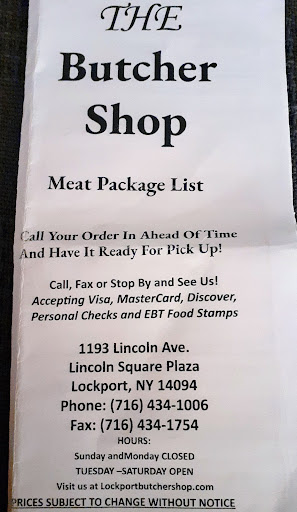 THE
Butcher
Shop
Meat Package List
Call Your Order In Ahead Of Time
And Have It Ready For Pick Up!
Call, Fax or Stop By and See Us!
Accepting Visa, MasterCard, Discover,
Personal Checks and EBT Food Stamps
1193 Lincoln Ave.
Lincoln Square Plaza
Lockport, NY 14094
Phone: (716) 434-1006
Fax: (716) 434-1754
HOURS:
Sunday andMonday CLOSED
TUESDAY –SATURDAY OPEN
Visit us at Lockportbutchershop.com
PRICES SUBJECT TO CHANGE WITHOUT NOTICE